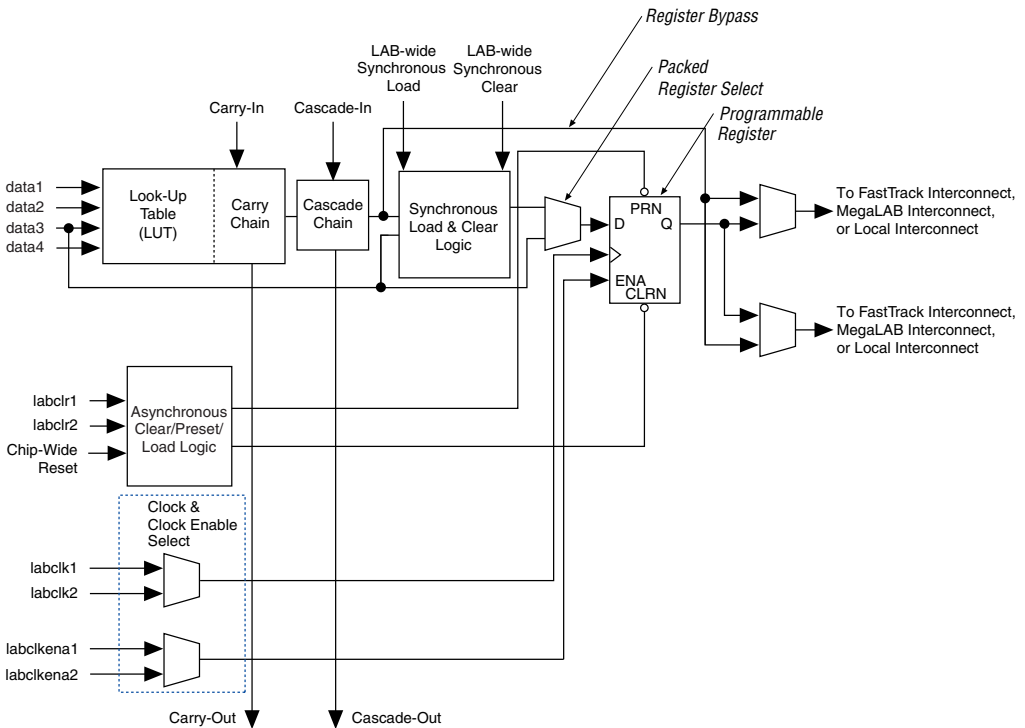 Register Bypass
LAB-wide
Synchronous
Load
LAB-wide
Synchronous
Clear
Packed
Register Select
Programmable
Register
Carry-In
Cascade-In
data1
data2
data3
data4
Look-Up
Table
(LUT)
Carry
Chain
Cascade
Chain
Synchronous
Load & Clear
Logic
PRN
D
Q
ENA
CLRN
To FastTrack Interconnect,
MegaLAB Interconnect,
or Local Interconnect
To FastTrack Interconnect,
MegaLAB Interconnect,
or Local Interconnect
labclr1
labclr2
Chip-Wide
Reset
Asynchronous
Clear/Preset/
Load Logic
Clock &
Clock Enable
Select
labclk1
labclk2
labclkena1
labclkena2
Carry-Out
Cascade-Out